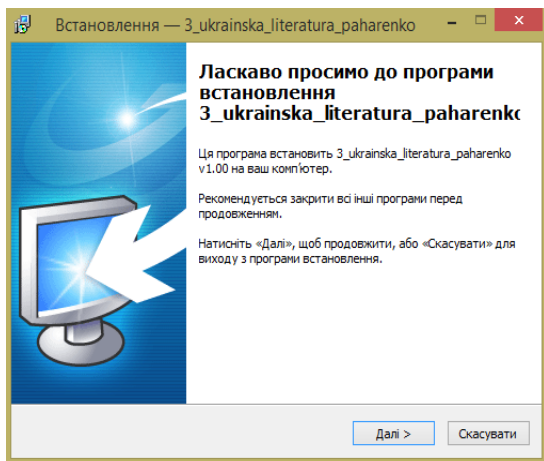 Встановлення — 3_ukrainska_literatura_paharenko
Ласкаво просимо до програми
встановлення
3_ukrainska_literatura_paharenkc
Ця програма встановить 3_ukrainska_literatura_paharenko
v1.00 на ваш комп'ютер.
Рекомендується закрити всі інші програми перед
продовженням.
Натисніть «Далі», щоб продовжити, або «Скасувати» для
виходу з програми встановлення.
Далі >
Скасувати